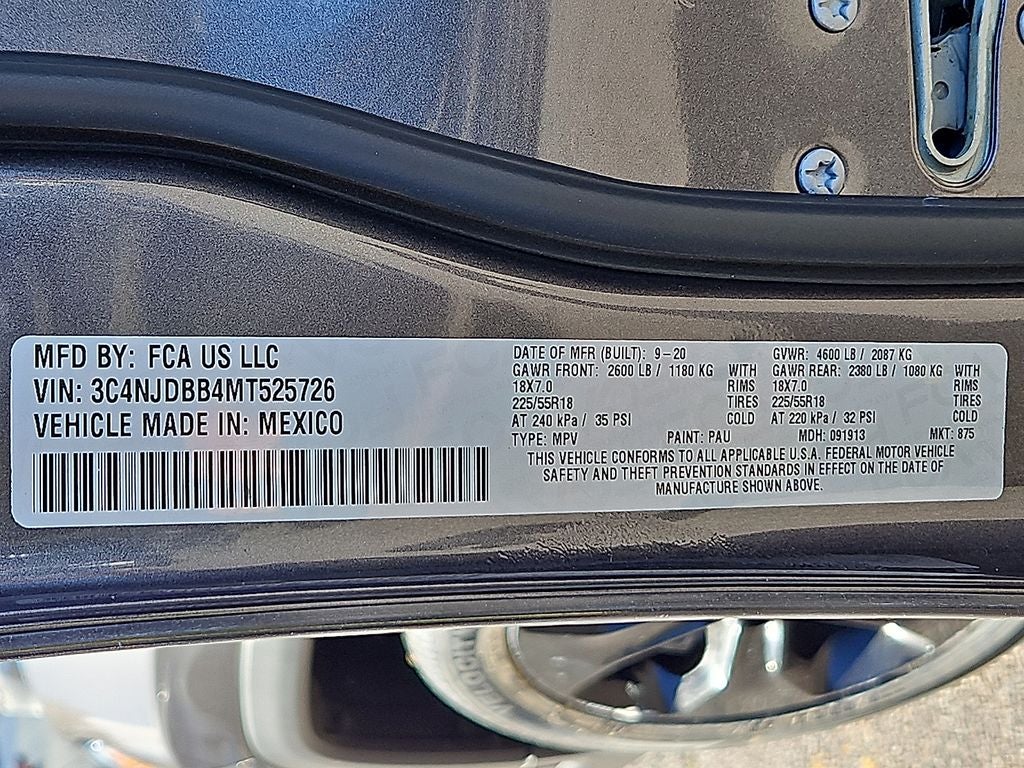 MFD BY: FCA US LLC
VIN: 3C4NJDBB4MT525726
VEHICLE MADE IN: MEXICO
DATE OF MFR (BUILT): 9-20 GVWR: 4600 LB / 2087 KG
GAWR FRONT: 2600 LB / 1180 KG WITH GAWR REAR: 2380 LB / 1080 KG WITH
18X7.0 RIMS 18X7.0 RIMS
225/55R18 TIRES 225/55R18 TIRES
AT 240 kPa / 35 PSI COLD AT 220 kPa / 32 PSI COLD
TYPE: MPV PAINT: PAU MDH: 091913 MKT: 875
THIS VEHICLE CONFORMS TO ALL APPLICABLE U.S.A. FEDERAL MOTOR VEHICLE
SAFETY AND THEFT PREVENTION STANDARDS IN EFFECT ON THE DATE OF
MANUFACTURE SHOWN ABOVE.